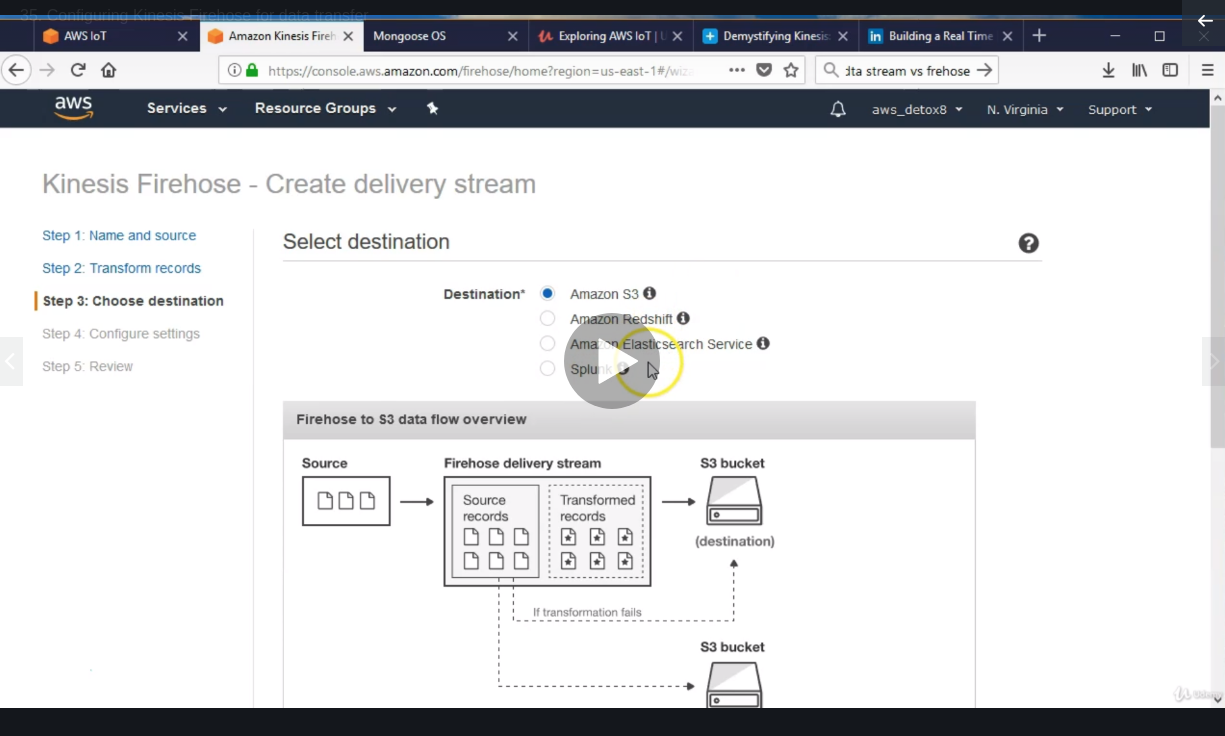 35. Configuring Kinesis Firehose for data transfer
AWS IoT
Amazon Kinesis Fireh
Mongoose OS
Exploring AWS IoT | U
Demystifying Kinesis
in Building a Real Time
https://console.aws.amazon.com/firehose/home?region=us-east-1#/wiza
ta stream vs frehose
aws
Services
Resource Groups
aws_detox8
N. Virginia
Support
Kinesis Firehose - Create delivery stream
Step 1: Name and source
Step 2: Transform records
Step 3: Choose destination
Step 4: Configure settings
Step 5: Review
Select destination
Destination*
Amazon S3
Amazon Redshift
Amazon Elasticsearch Service
Splunk
Firehose to S3 data flow overview
Source
Firehose delivery stream
S3 bucket
Source
records
Transformed
records
(destination)
If transformation fails
S3 bucket
Udemy